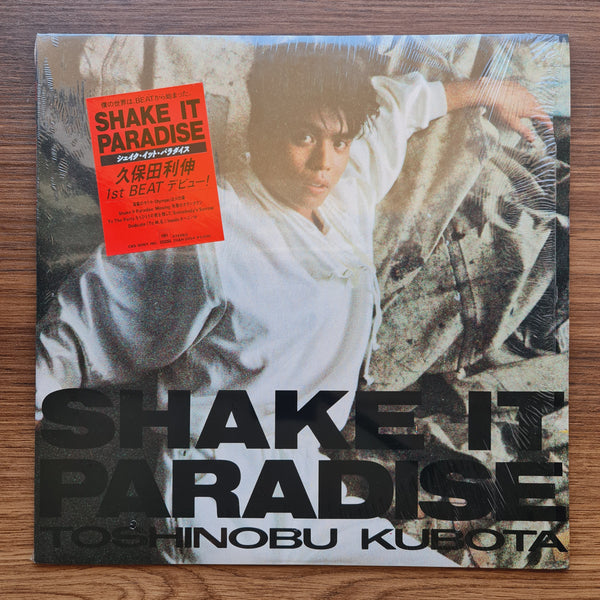 僕の世界は、BEATから始まった。
SHAKE IT
PARADISE
シェイク・イット・パラダイス
久保田利伸
1st BEAT デビュー!
SHAKE IT
PARADISE
TOSHINOBU KUBOTA